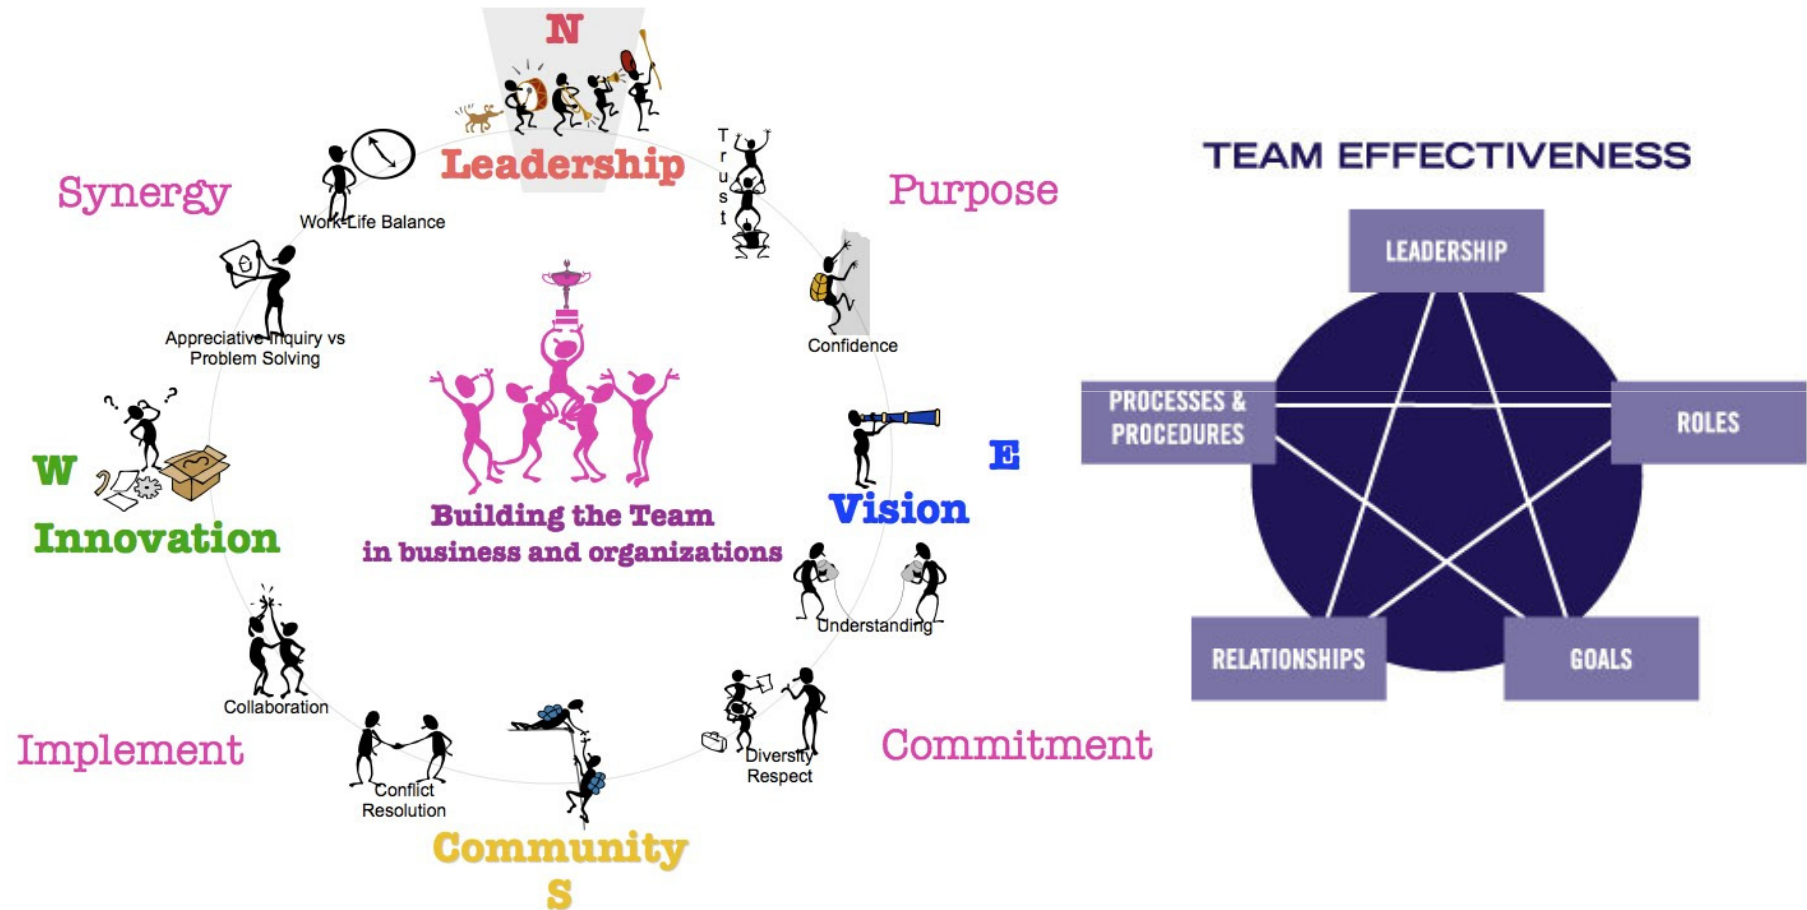 N
Leadership
Trust
Purpose
Confidence
E
Vision
Understanding
Commitment
Diversity
Respect
Community
S
Conflict
Resolution
Implement
Collaboration
W
Innovation
Appreciative Inquiry vs
Problem Solving
Synergy
Work-Life Balance
Building the Team
in business and organizations
TEAM EFFECTIVENESS
LEADERSHIP
PROCESSES &
PROCEDURES
ROLES
RELATIONSHIPS
GOALS